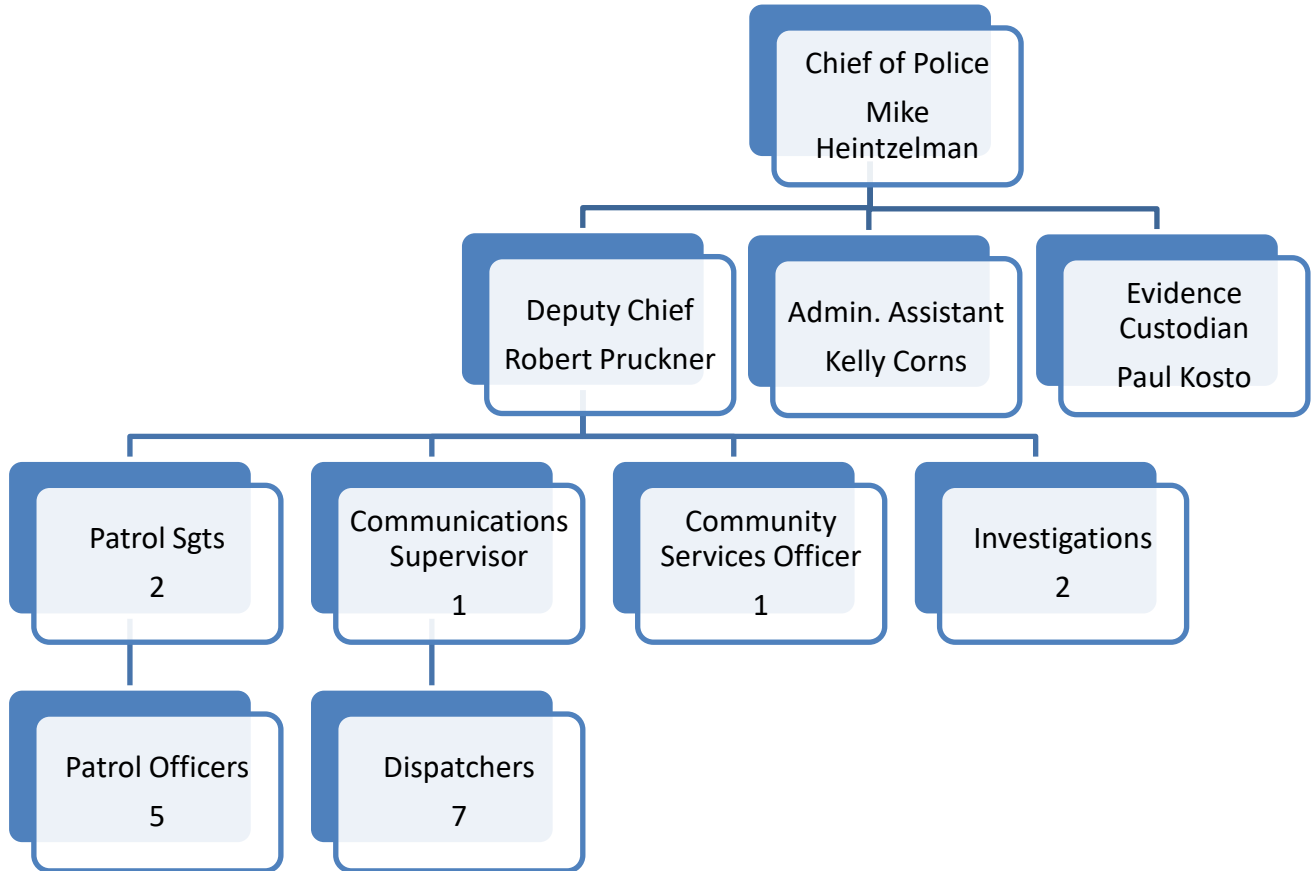 Chief of Police
Mike
Heintzelman
Deputy Chief
Robert Pruckner
Admin. Assistant
Kelly Corns
Evidence
Custodian
Paul Kosto
Patrol Sgts
2
Communications
Supervisor
1
Community
Services Officer
1
Investigations
2
Patrol Officers
5
Dispatchers
7